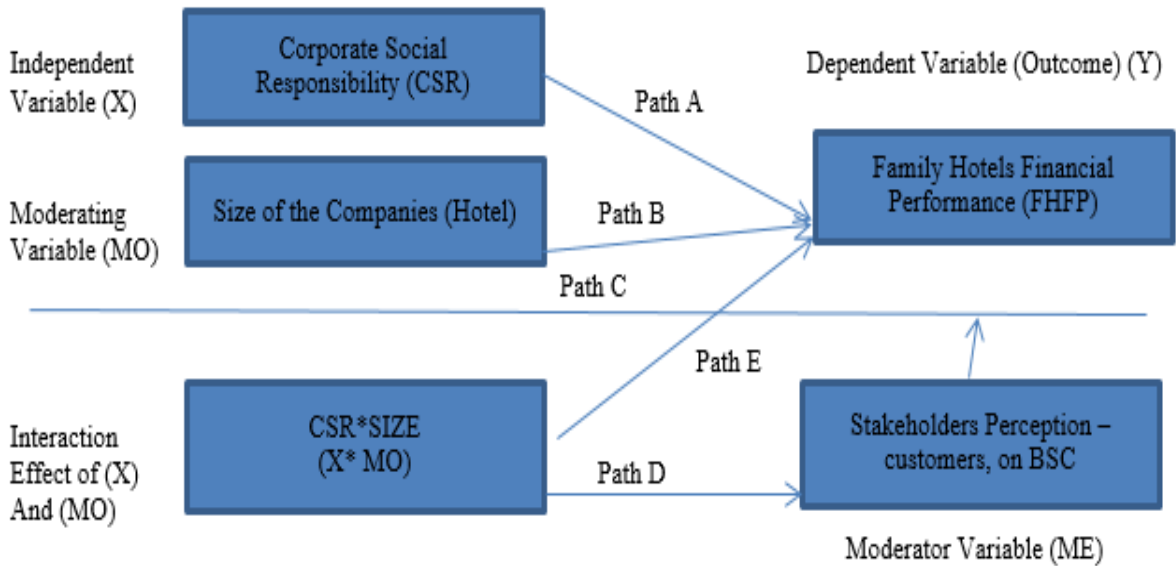 Independent
Variable (X)
Corporate Social
Responsibility (CSR)
Dependent Variable (Outcome) (Y)
Path A
Family Hotels Financial
Performance (FHFP)
Moderating
Variable (MO)
Size of the Companies (Hotel)
Path B
Path C
Path E
Interaction
Effect of (X)
And (MO)
CSR*SIZE
(X* MO)
Path D
Stakeholders Perception –
customers, on BSC
Moderator Variable (ME)